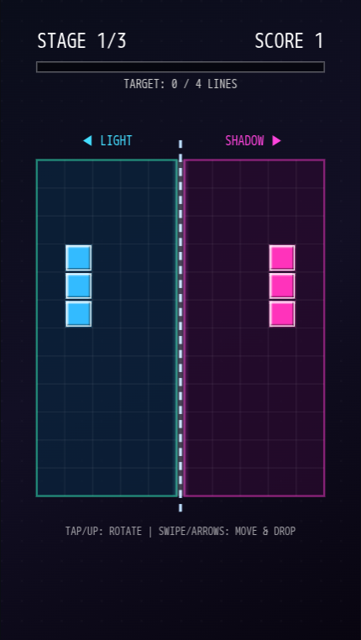 STAGE 1/3
SCORE 1
TARGET: 0 / 4 LINES
◀ LIGHT
SHADOW ▶
TAP/UP: ROTATE | SWIPE/ARROWS: MOVE & DROP